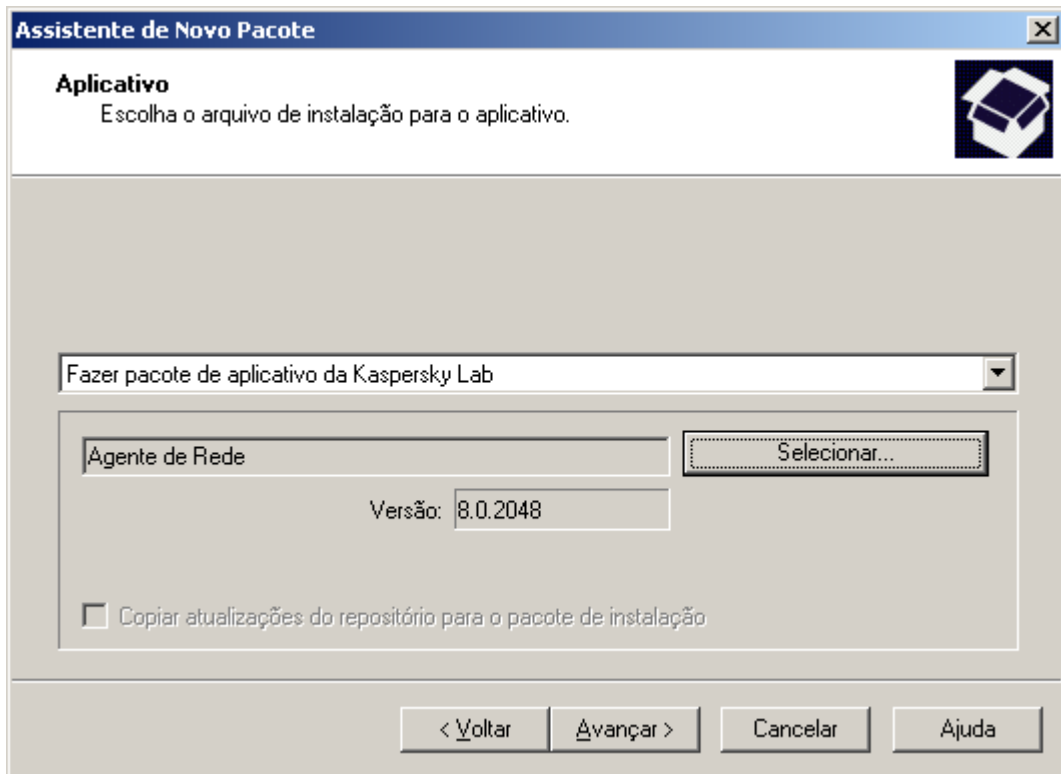 Assistente de Novo Pacote
Aplicativo
Escolha o arquivo de instalação para o aplicativo.
Fazer pacote de aplicativo da Kaspersky Lab
Agente de Rede
Selecionar...
Versão: 8.0.2048
Copiar atualizações do repositório para o pacote de instalação
< Voltar Avançar > Cancelar Ajuda